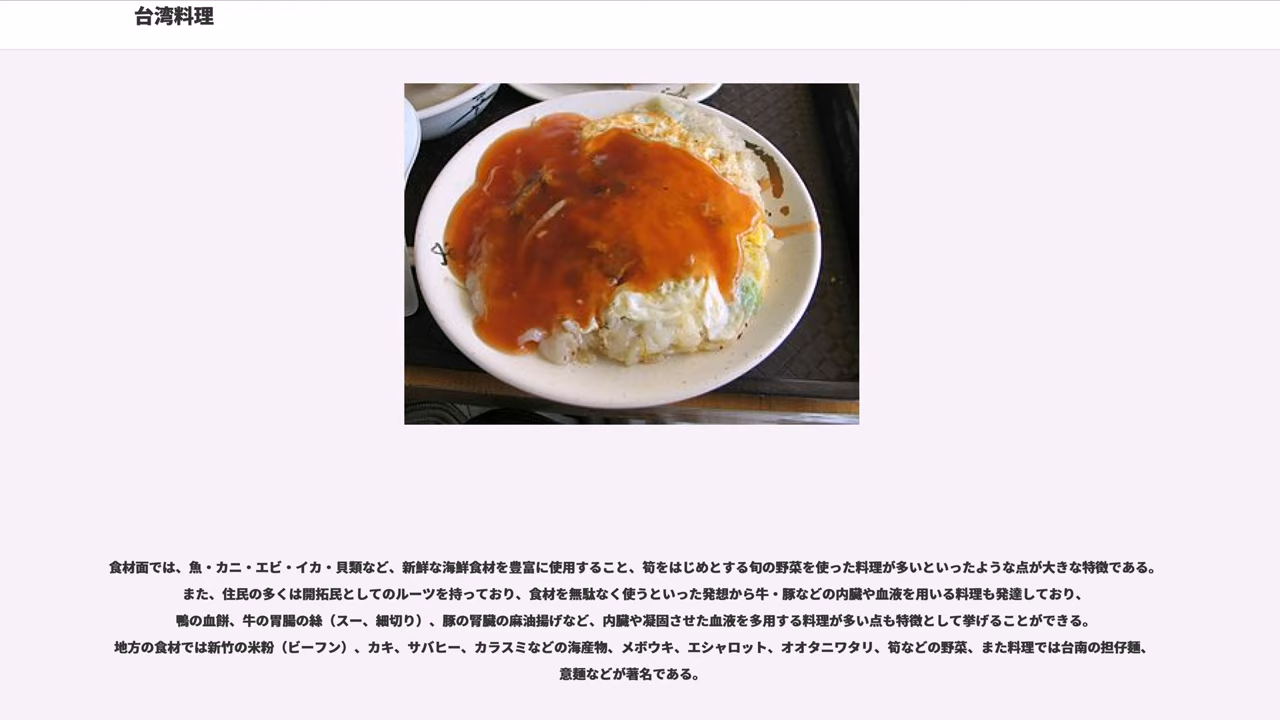 台湾料理
食材面では、魚・カニ・エビ・イカ・貝類など、新鮮な海鮮食材を豊富に使用すること、筍をはじめとする旬の野菜を使った料理が多いといったような点が大きな特徴である。
また、住民の多くは開拓民としてのルーツを持っており、食材を無駄なく使うといった発想から牛・豚などの内臓や血液を用いる料理も発達しており、
鴨の血餅、牛の胃腸の絲（スー、細切り）、豚の腎臓の麻油揚げなど、内臓や凝固させた血液を多用する料理が多い点も特徴として挙げることができる。
地方の食材では新竹の米粉（ビーフン）、カキ、サバヒー、カラスミなどの海産物、メボウキ、エシャロット、オオタニワタリ、筍などの野菜、また料理では台南の担仔麺、
意麺などが著名である。